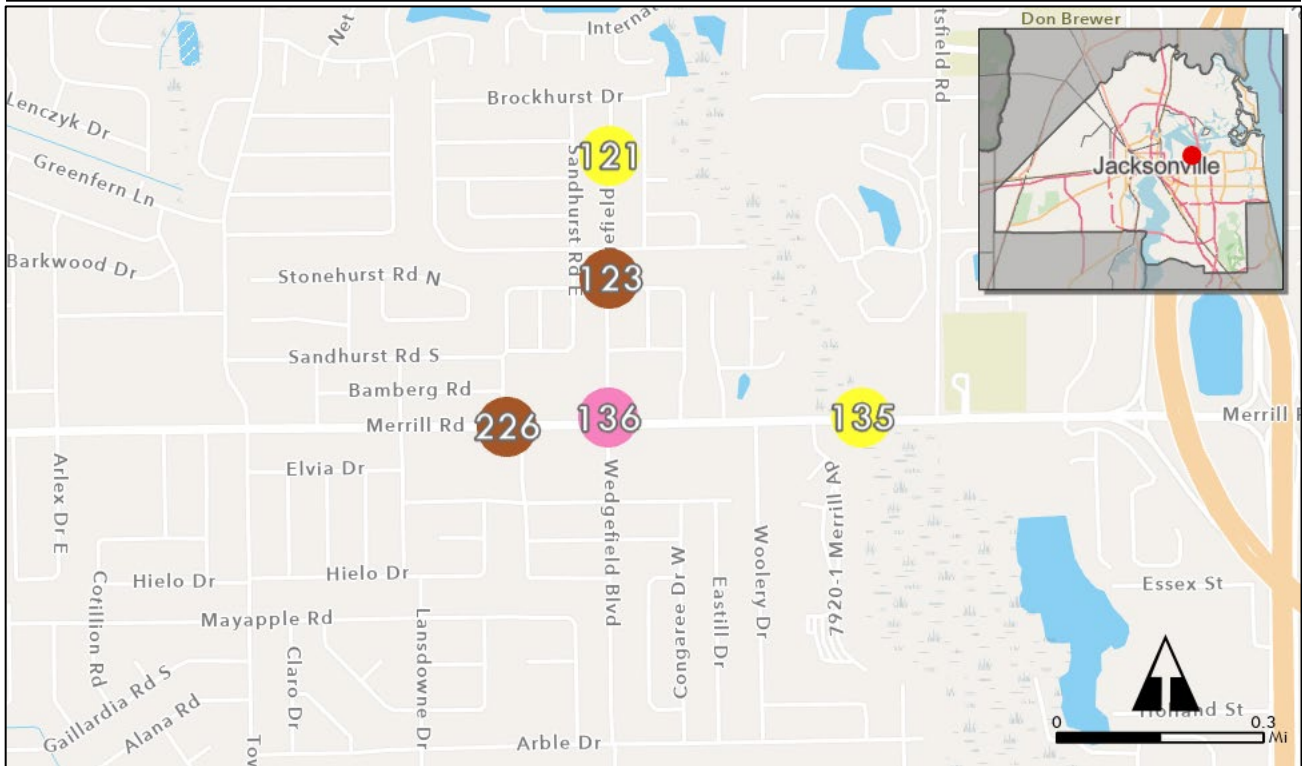 Don Brewer
Internat
Net
tsfield Rd
Brockhurst Dr
Lenczyk Dr
121
Jacksonville
Greenfern Ln
Sandhurst Rd E
efield
Barkwood Dr
Stonehurst Rd N
123
Sandhurst Rd S
Bamberg Rd
Merrill Rd
226
136
135
Merrill R
Elvia Dr
Arlex Dr E
Wedgefield Blvd
7920-1 Merrill AP
Woolery Dr
Congaree Dr W
Eastill Dr
Hielo Dr
Hielo Dr
Essex St
Cotillion Rd
Mayapple Rd
Lansdowne Dr
Claro Dr
Gaillardia Rd S
Alana Rd
Holland St
Tow
Arble Dr
0
0.3
Mi